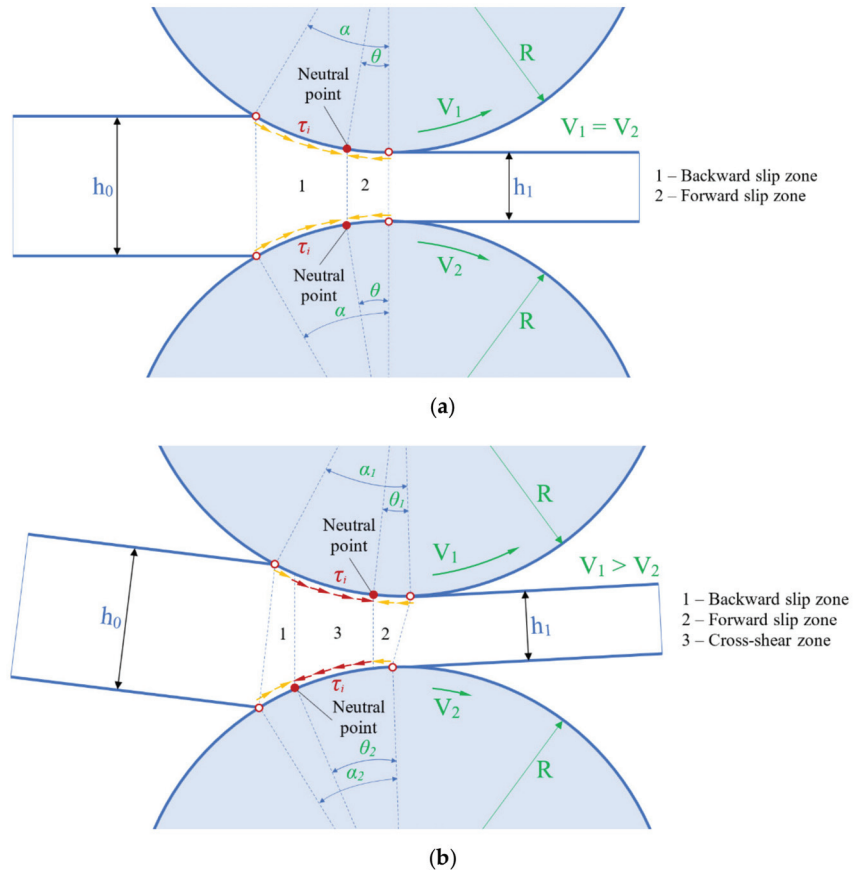 α
θ
R
Neutral
point
V₁
V₁ = V₂
τᵢ
h₀
1
2
h₁
1 – Backward slip zone
2 – Forward slip zone
τᵢ
V₂
Neutral
point
θ
α
R
(a)
α₁
θ₁
R
Neutral
point
V₁
V₁ > V₂
τᵢ
h₀
1
3
2
h₁
1 – Backward slip zone
2 – Forward slip zone
3 – Cross-shear zone
τᵢ
Neutral
point
V₂
θ₂
α₂
R
(b)